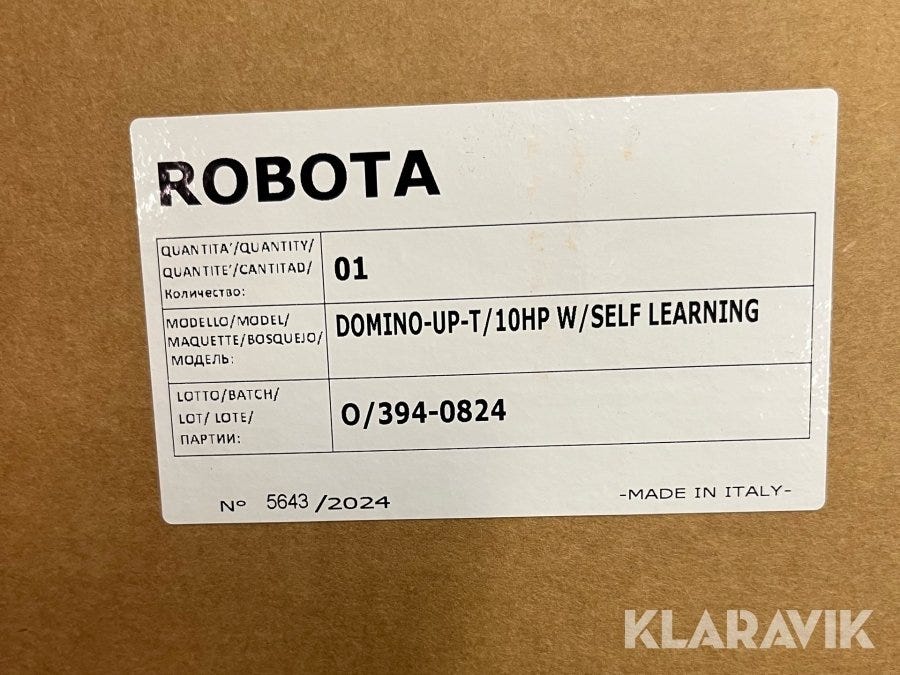 ROBOTA
QUANTITA'/QUANTITY/
QUANTITE'/CANTITAD/
Количество:
01
MODELLO/MODEL/
MAQUETTE/BOSQUEJO/
МОДЕЛЬ:
DOMINO-UP-T/10HP W/SELF LEARNING
LOTTO/BATCH/
LOT/ LOTE/
ПАРТИИ:
O/394-0824
Nº 5643 /2024
-MADE IN ITALY-
KLARAVIK